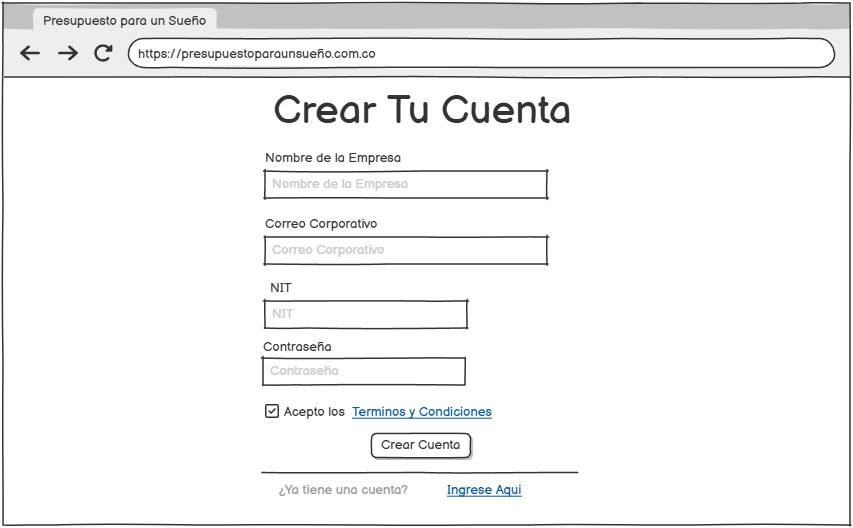 Presupuesto para un Sueño
https://presupuestoparaunsueño.com.co
Crear Tu Cuenta
Nombre de la Empresa
Nombre de la Empresa
Correo Corporativo
Correo Corporativo
NIT
NIT
Contraseña
Contraseña
Acepto los Terminos y Condiciones
Crear Cuenta
¿Ya tiene una cuenta? Ingrese Aqui